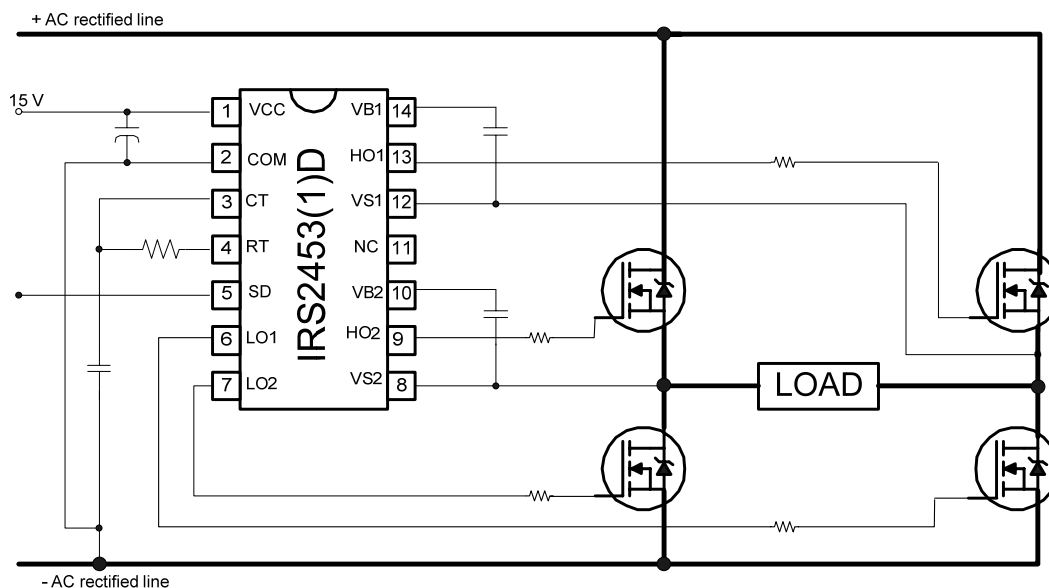 + AC rectified line
15 V
1 VCC VB1 14
2 COM HO1 13
3 CT VS1 12
4 RT NC 11
5 SD VB2 10
6 LO1 HO2 9
7 LO2 VS2 8
IRS2453(1)D
LOAD
- AC rectified line